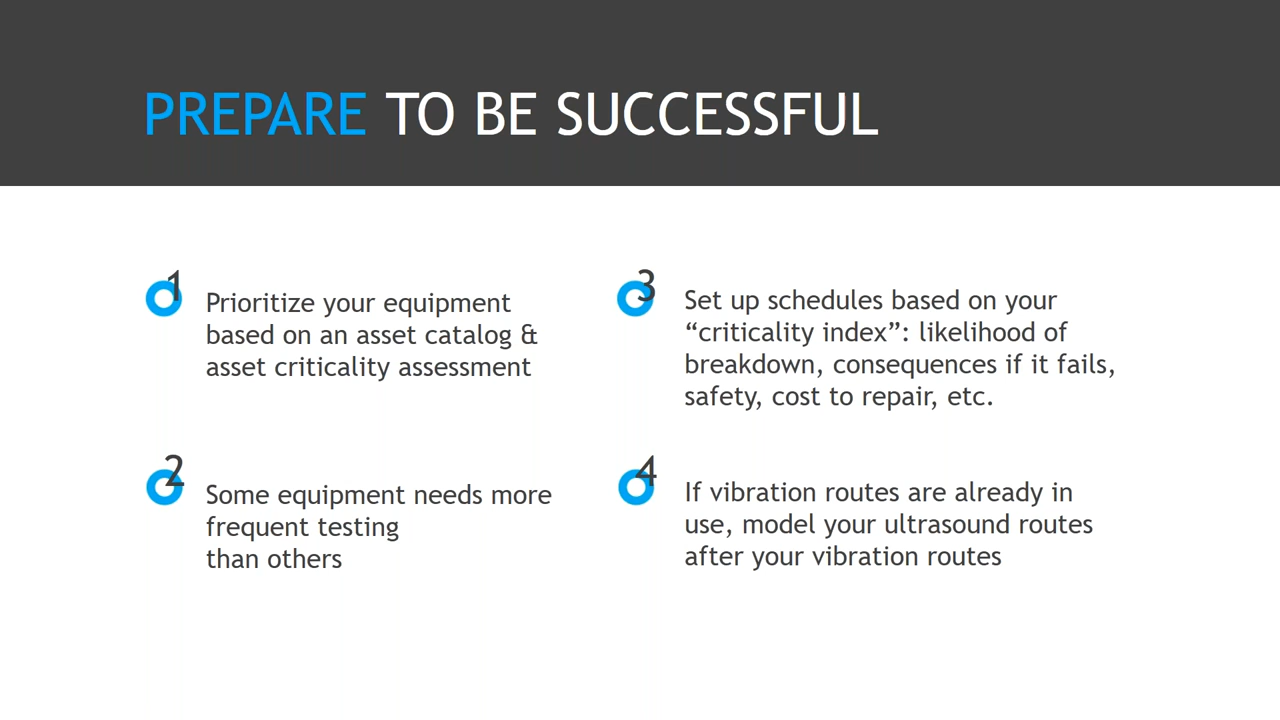 PREPARE TO BE SUCCESSFUL
1
Prioritize your equipment
based on an asset catalog &
asset criticality assessment
2
Some equipment needs more
frequent testing
than others
3
Set up schedules based on your
“criticality index”: likelihood of
breakdown, consequences if it fails,
safety, cost to repair, etc.
4
If vibration routes are already in
use, model your ultrasound routes
after your vibration routes